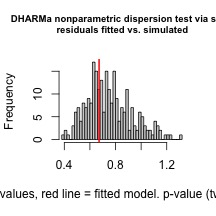 DHARMa nonparametric dispersion test via s
residuals fitted vs. simulated
Frequency
10
5
0
0.4
0.8
1.2
values, red line = fitted model. p-value (tw